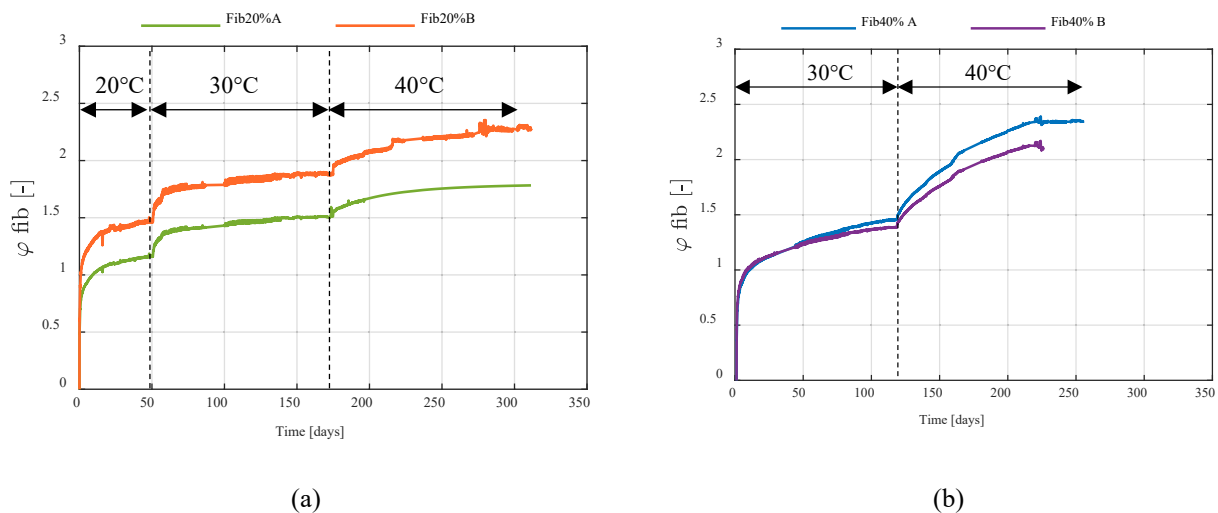 Fib20%A Fib20%B
3
2.5
2
1.5
1
0.5
0
φ fib [-]
20°C 30°C 40°C
0 50 100 150 200 250 300 350
Time [days]
(a)
Fib40% A Fib40% B
3
2.5
2
1.5
1
0.5
0
φ fib [-]
30°C 40°C
0 50 100 150 200 250 300 350
Time [days]
(b)